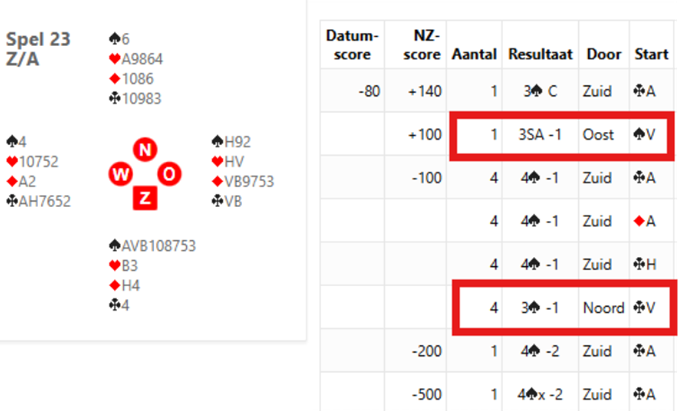 Spel 23
Z/A
♠6
♥A9864
♦1086
♣10983
♠4
♥10752
♦A2
♣AH7652
N
W O
Z
♠H92
♥HV
♦VB9753
♣VB
♠AVB108753
♥B3
♦H4
♣4
Datum-score NZ-score Aantal Resultaat Door Start
-80 +140 1 3♠ C Zuid ♣A
+100 1 3SA -1 Oost ♠V
-100 4 4♠ -1 Zuid ♣A
4 4♠ -1 Zuid ♦A
4 4♠ -1 Zuid ♣H
4 3♠ -1 Noord ♣V
-200 1 4♠ -2 Zuid ♣A
-500 1 4♠x -2 Zuid ♣A